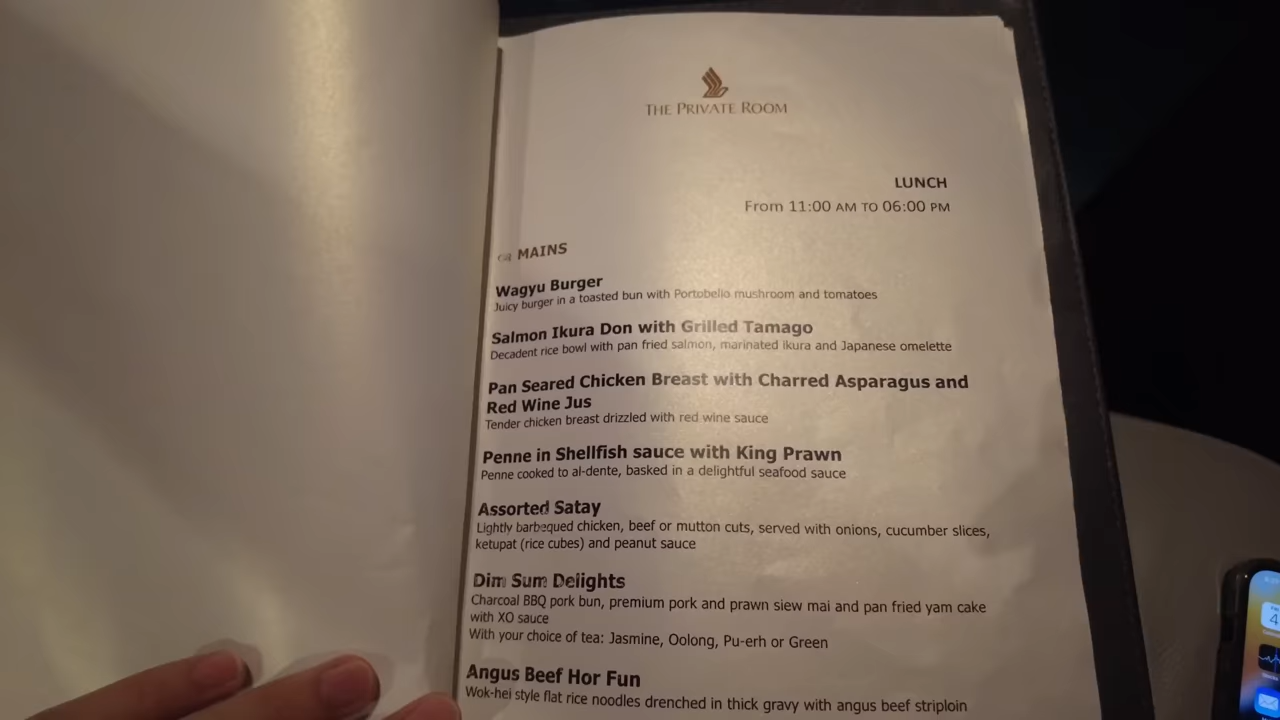 THE PRIVATE ROOM
LUNCH
From 11:00 AM TO 06:00 PM
MAINS
Wagyu Burger
Juicy burger in a toasted bun with Portobello mushroom and tomatoes
Salmon Ikura Don with Grilled Tamago
Decadent rice bowl with pan fried salmon, marinated ikura and Japanese omelette
Pan Seared Chicken Breast with Charred Asparagus and
Red Wine Jus
Tender chicken breast drizzled with red wine sauce
Penne in Shellfish sauce with King Prawn
Penne cooked to al-dente, basked in a delightful seafood sauce
Assorted Satay
Lightly barbequed chicken, beef or mutton cuts, served with onions, cucumber slices,
ketupat (rice cubes) and peanut sauce
Dim Sum Delights
Charcoal BBQ pork bun, premium pork and prawn siew mai and pan fried yam cake
with XO sauce
With your choice of tea: Jasmine, Oolong, Pu-erh or Green
Angus Beef Hor Fun
Wok-hei style flat rice noodles drenched in thick gravy with angus beef striploin